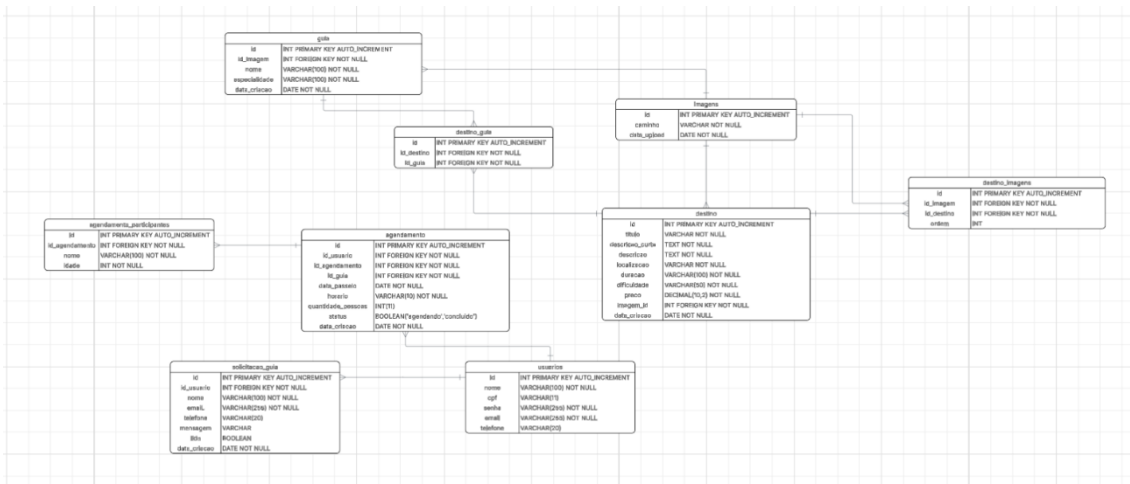 guia
id INT PRIMARY KEY AUTO_INCREMENT
id_imagem INT FOREIGN KEY NOT NULL
nome VARCHAR(100) NOT NULL
especialidade VARCHAR(100) NOT NULL
data_criacao DATE NOT NULL
imagens
id INT PRIMARY KEY AUTO_INCREMENT
caminho VARCHAR NOT NULL
data_upload DATE NOT NULL
destino_guia
id INT PRIMARY KEY AUTO_INCREMENT
id_destino INT FOREIGN KEY NOT NULL
id_guia INT FOREIGN KEY NOT NULL
destino_imagens
id INT PRIMARY KEY AUTO_INCREMENT
id_imagem INT FOREIGN KEY NOT NULL
id_destino INT FOREIGN KEY NOT NULL
ordem INT
agendamento_participantes
id INT PRIMARY KEY AUTO_INCREMENT
id_agendamento INT FOREIGN KEY NOT NULL
nome VARCHAR(100) NOT NULL
idade INT NOT NULL
agendamento
id INT PRIMARY KEY AUTO_INCREMENT
id_usuario INT FOREIGN KEY NOT NULL
id_agendamento INT FOREIGN KEY NOT NULL
id_guia INT FOREIGN KEY NOT NULL
data_passeio DATE NOT NULL
horario VARCHAR(10) NOT NULL
quantidade_pessoas INT(11)
status BOOLEAN("agendando",'concluido")
data_criacao DATE NOT NULL
destino
id INT PRIMARY KEY AUTO_INCREMENT
titulo VARCHAR NOT NULL
descricao_curta TEXT NOT NULL
descricao TEXT NOT NULL
localizacao VARCHAR NOT NULL
duracao VARCHAR(100) NOT NULL
dificuldade VARCHAR(50) NOT NULL
preco DECIMAL(10,2) NOT NULL
imagem_id INT FOREIGN KEY NOT NULL
data_criacao DATE NOT NULL
solicitacao_guia
id INT PRIMARY KEY AUTO_INCREMENT
id_usuario INT FOREIGN KEY NOT NULL
nome VARCHAR(100) NOT NULL
email VARCHAR(255) NOT NULL
telefone VARCHAR(20)
mensagem VARCHAR
lida BOOLEAN
data_criacao DATE NOT NULL
usuarios
id INT PRIMARY KEY AUTO_INCREMENT
nome VARCHAR(100) NOT NULL
cpf VARCHAR(11)
senha VARCHAR(255) NOT NULL
email VARCHAR(255) NOT NULL
telefone VARCHAR(20)